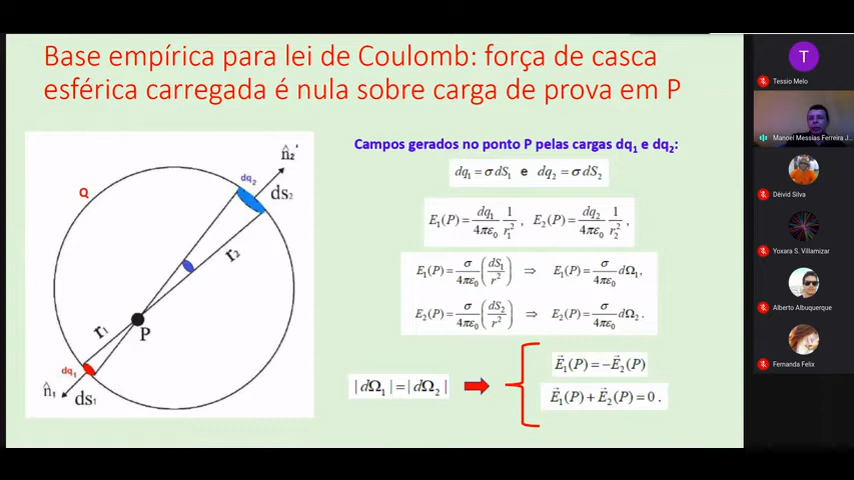 Base empírica para lei de Coulomb: força de casca
esférica carregada é nula sobre carga de prova em P
Q
n̂₂'
dq₂
ds₂
r₂
r₁
P
dq₁
n̂₁
ds₁
Campos gerados no ponto P pelas cargas dq₁ e dq₂:
dq₁ = σ dS₁ e dq₂ = σ dS₂
E₁(P) = dq₁/4πε₀ 1/r₁², E₂(P) = dq₂/4πε₀ 1/r₂²,
E₁(P) = σ/4πε₀ (dS₁/r²) ⇒ E₁(P) = σ/4πε₀ dΩ₁,
E₂(P) = σ/4πε₀ (dS₂/r²) ⇒ E₂(P) = σ/4πε₀ dΩ₂.
|dΩ₁| = |dΩ₂|
E⃗₁(P) = −E⃗₂(P)
E⃗₁(P) + E⃗₂(P) = 0.
T
Tessio Melo
Manoel Messias Ferreira J...
Déivid Silva
Yoxara S. Villamizar
Alberto Albuquerque
Fernanda Felix